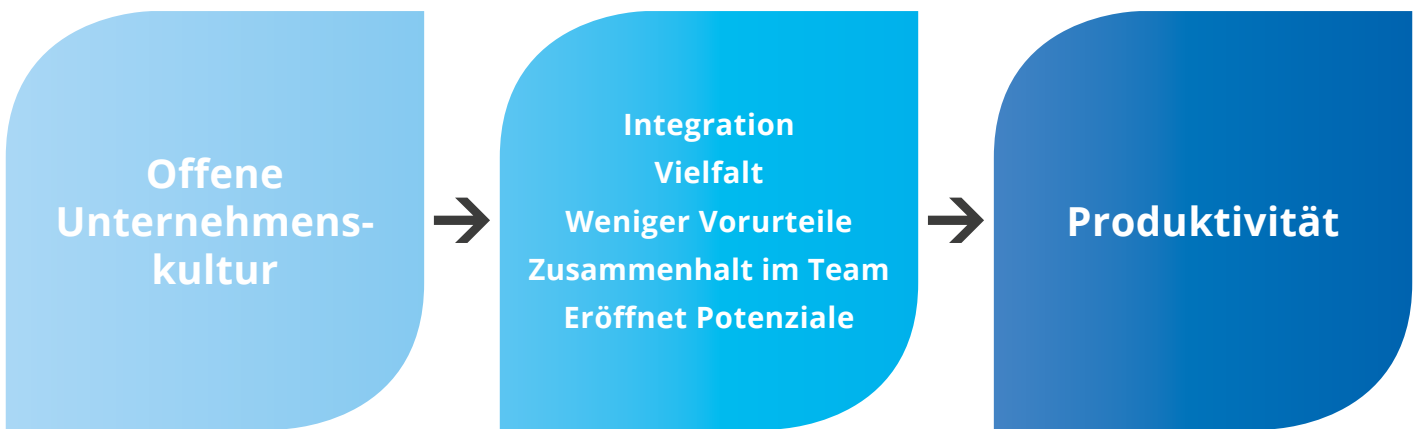 Offene
Unternehmens-
kultur
Integration
Vielfalt
Weniger Vorurteile
Zusammenhalt im Team
Eröffnet Potenziale
Produktivität